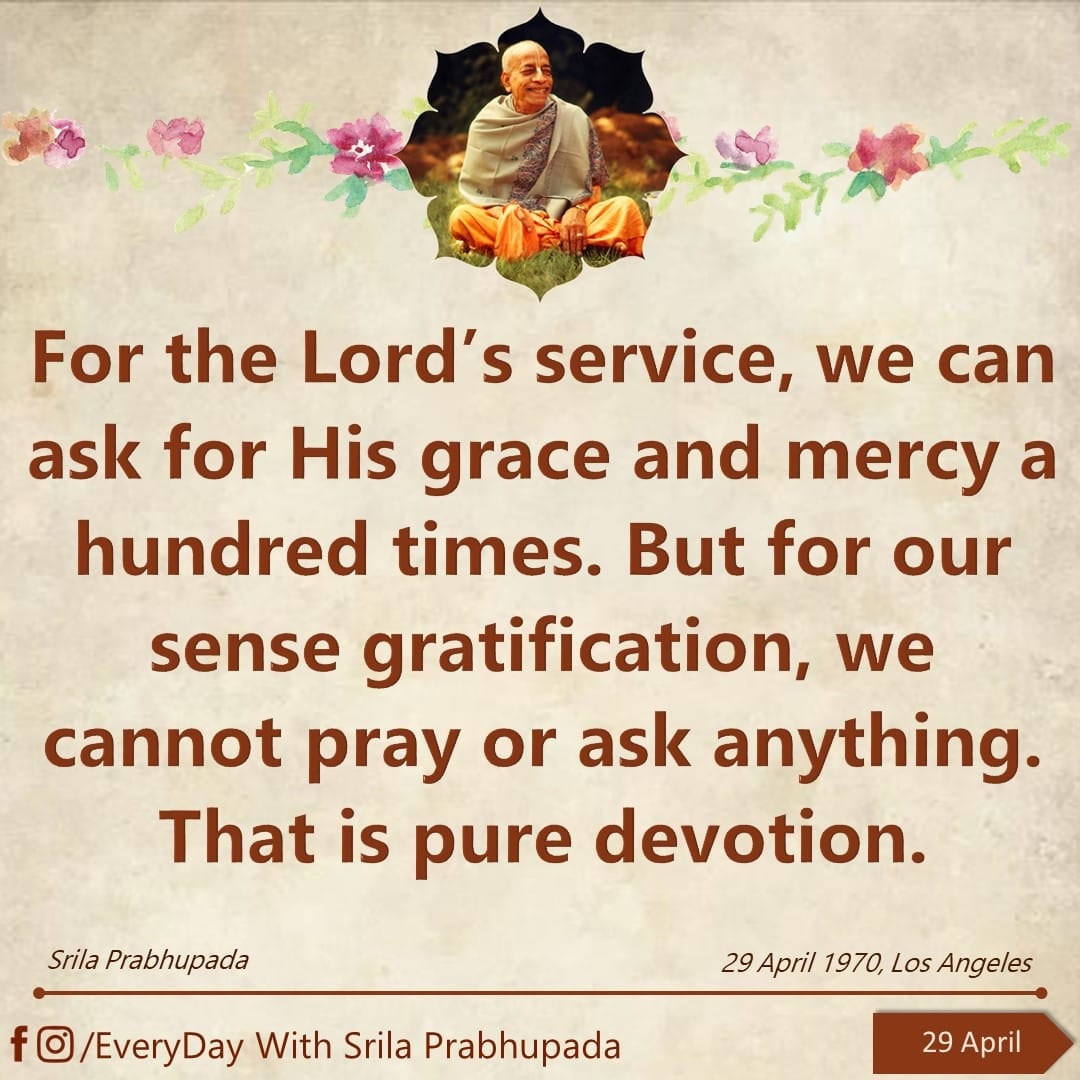 For the Lord’s service, we can
ask for His grace and mercy a
hundred times. But for our
sense gratification, we
cannot pray or ask anything.
That is pure devotion.
Srila Prabhupada
29 April 1970, Los Angeles
/EveryDay With Srila Prabhupada
29 April